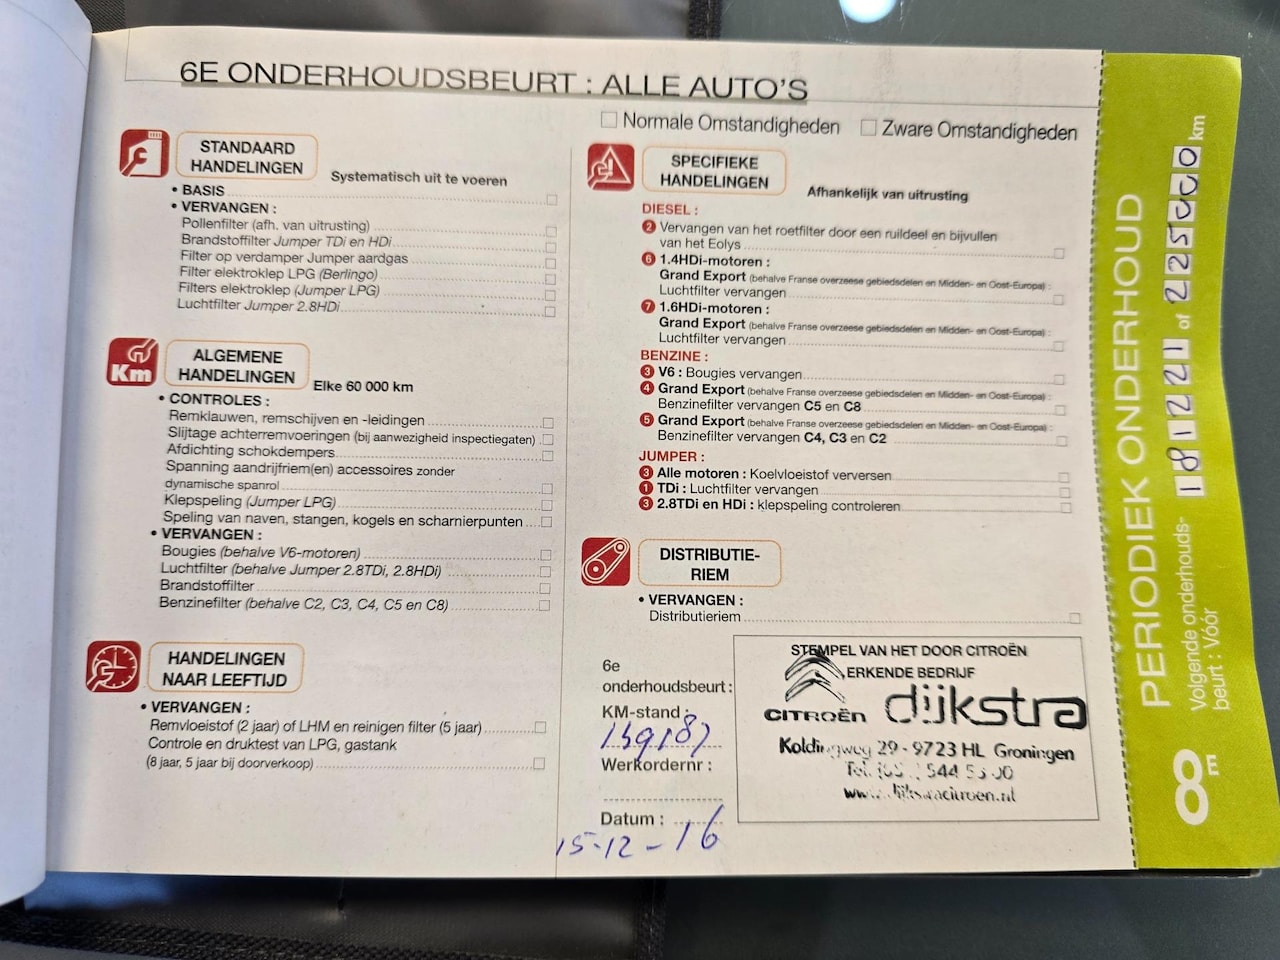 6E ONDERHOUDSBEURT : ALLE AUTO'S
Normale Omstandigheden Zware Omstandigheden
STANDAARD
HANDELINGEN
Systematisch uit te voeren
• BASIS
• VERVANGEN :
Pollenfilter (afh. van uitrusting)
Brandstoffilter Jumper TDi en HDi
Filter op verdamper Jumper aardgas
Filter elektroklep LPG (Berlingo)
Filters elektroklep (Jumper LPG)
Luchtfilter Jumper 2.8HDi
Km
ALGEMENE
HANDELINGEN
Elke 60 000 km
• CONTROLES :
Remklauwen, remschijven en -leidingen
Slijtage achterremvoeringen (bij aanwezigheid inspectiegaten)
Afdichting schokdempers
Spanning aandrijfriem(en) accessoires zonder
dynamische spanrol
Klepspeling (Jumper LPG)
Speling van naven, stangen, kogels en scharnierpunten
• VERVANGEN :
Bougies (behalve V6-motoren)
Luchtfilter (behalve Jumper 2.8TDi, 2.8HDi)
Brandstoffilter
Benzinefilter (behalve C2, C3, C4, C5 en C8)
HANDELINGEN
NAAR LEEFTIJD
• VERVANGEN :
Remvloeistof (2 jaar) of LHM en reinigen filter (5 jaar)
Controle en druktest van LPG, gastank
(8 jaar, 5 jaar bij doorverkoop)
SPECIFIEKE
HANDELINGEN
Afhankelijk van uitrusting
DIESEL :
2 Vervangen van het roetfilter door een ruildeel en bijvullen
van het Eolys
6 1.4HDi-motoren :
Grand Export (behalve Franse overzeese gebiedsdelen en Midden- en Oost-Europa) :
Luchtfilter vervangen
7 1.6HDi-motoren :
Grand Export (behalve Franse overzeese gebiedsdelen en Midden- en Oost-Europa) :
Luchtfilter vervangen
BENZINE :
3 V6 : Bougies vervangen
4 Grand Export (behalve Franse overzeese gebiedsdelen en Midden- en Oost-Europa) :
Benzinefilter vervangen C5 en C8
5 Grand Export (behalve Franse overzeese gebiedsdelen en Midden- en Oost-Europa) :
Benzinefilter vervangen C4, C3 en C2
JUMPER :
3 Alle motoren : Koelvloeistof verversen
1 TDi : Luchtfilter vervangen
3 2.8TDi en HDi : klepspeling controleren
DISTRIBUTIE-
RIEM
• VERVANGEN :
Distributieriem
6e
onderhoudsbeurt :
KM-stand :
Werkordernr :
Datum :
15-12-16
STEMPEL VAN HET DOOR CITROËN
ERKENDE BEDRIJF
CITROËN dijkstra
29 - 9723 HL Groningen
PERIODIEK ONDERHOUD
Volgende onderhouds-
beurt : Vóór
181221 of 225000 km
8E